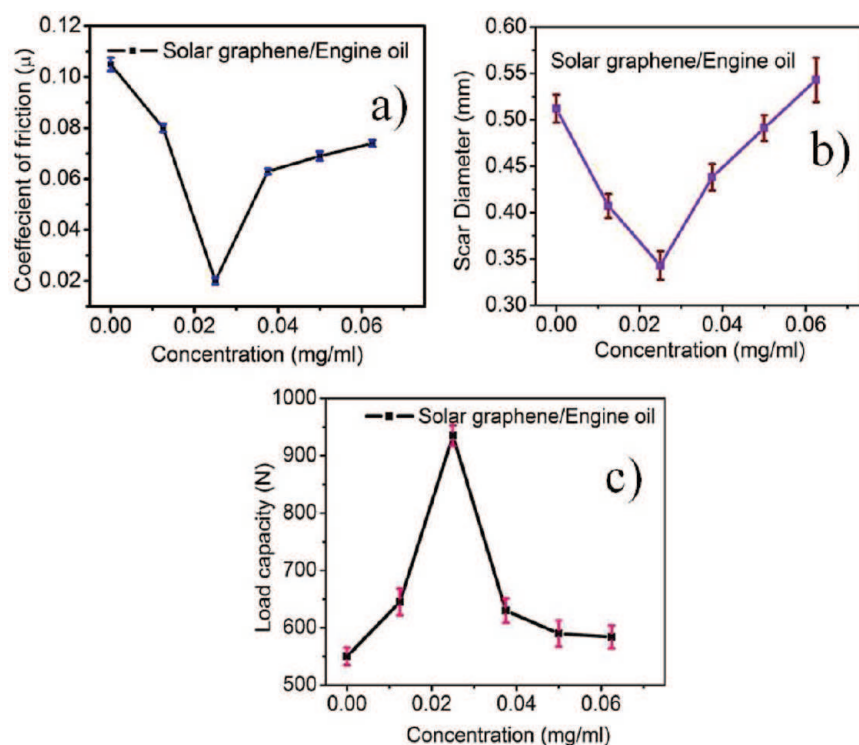 0.12
0.10
0.08
0.06
0.04
0.02
Coeffecient of friction (μ)
Solar graphene/Engine oil
a)
0.00 0.02 0.04 0.06
Concentration (mg/ml)
0.55
0.50
0.45
0.40
0.35
0.30
Scar Diameter (mm)
Solar graphene/Engine oil
b)
0.00 0.02 0.04 0.06
Concentration (mg/ml)
1000
900
800
700
600
500
Load capacity (N)
Solar graphene/Engine oil
c)
0.00 0.02 0.04 0.06
Concentration (mg/ml)